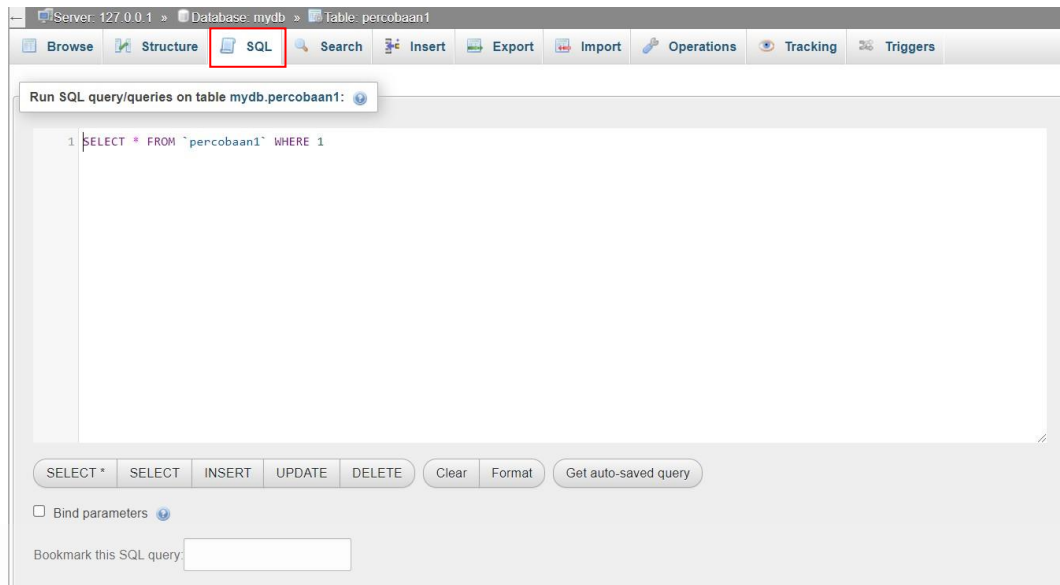 Server: 127.0.0.1 » Database: mydb » Table: percobaan1
Browse Structure SQL Search Insert Export Import Operations Tracking Triggers
Run SQL query/queries on table mydb.percobaan1:
1 SELECT * FROM `percobaan1` WHERE 1
SELECT * SELECT INSERT UPDATE DELETE Clear Format Get auto-saved query
Bind parameters
Bookmark this SQL query: